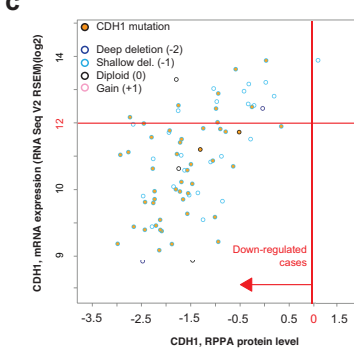 c
CDH1 mutation
Deep deletion (-2)
Shallow del. (-1)
Diploid (0)
Gain (+1)
CDH1, mRNA expression (RNA Seq V2 RSEM)(log2)
14
12
10
9
Down-regulated
cases
-3.5 -2.5 -1.5 -0.5 0.5 0 1.5
CDH1, RPPA protein level